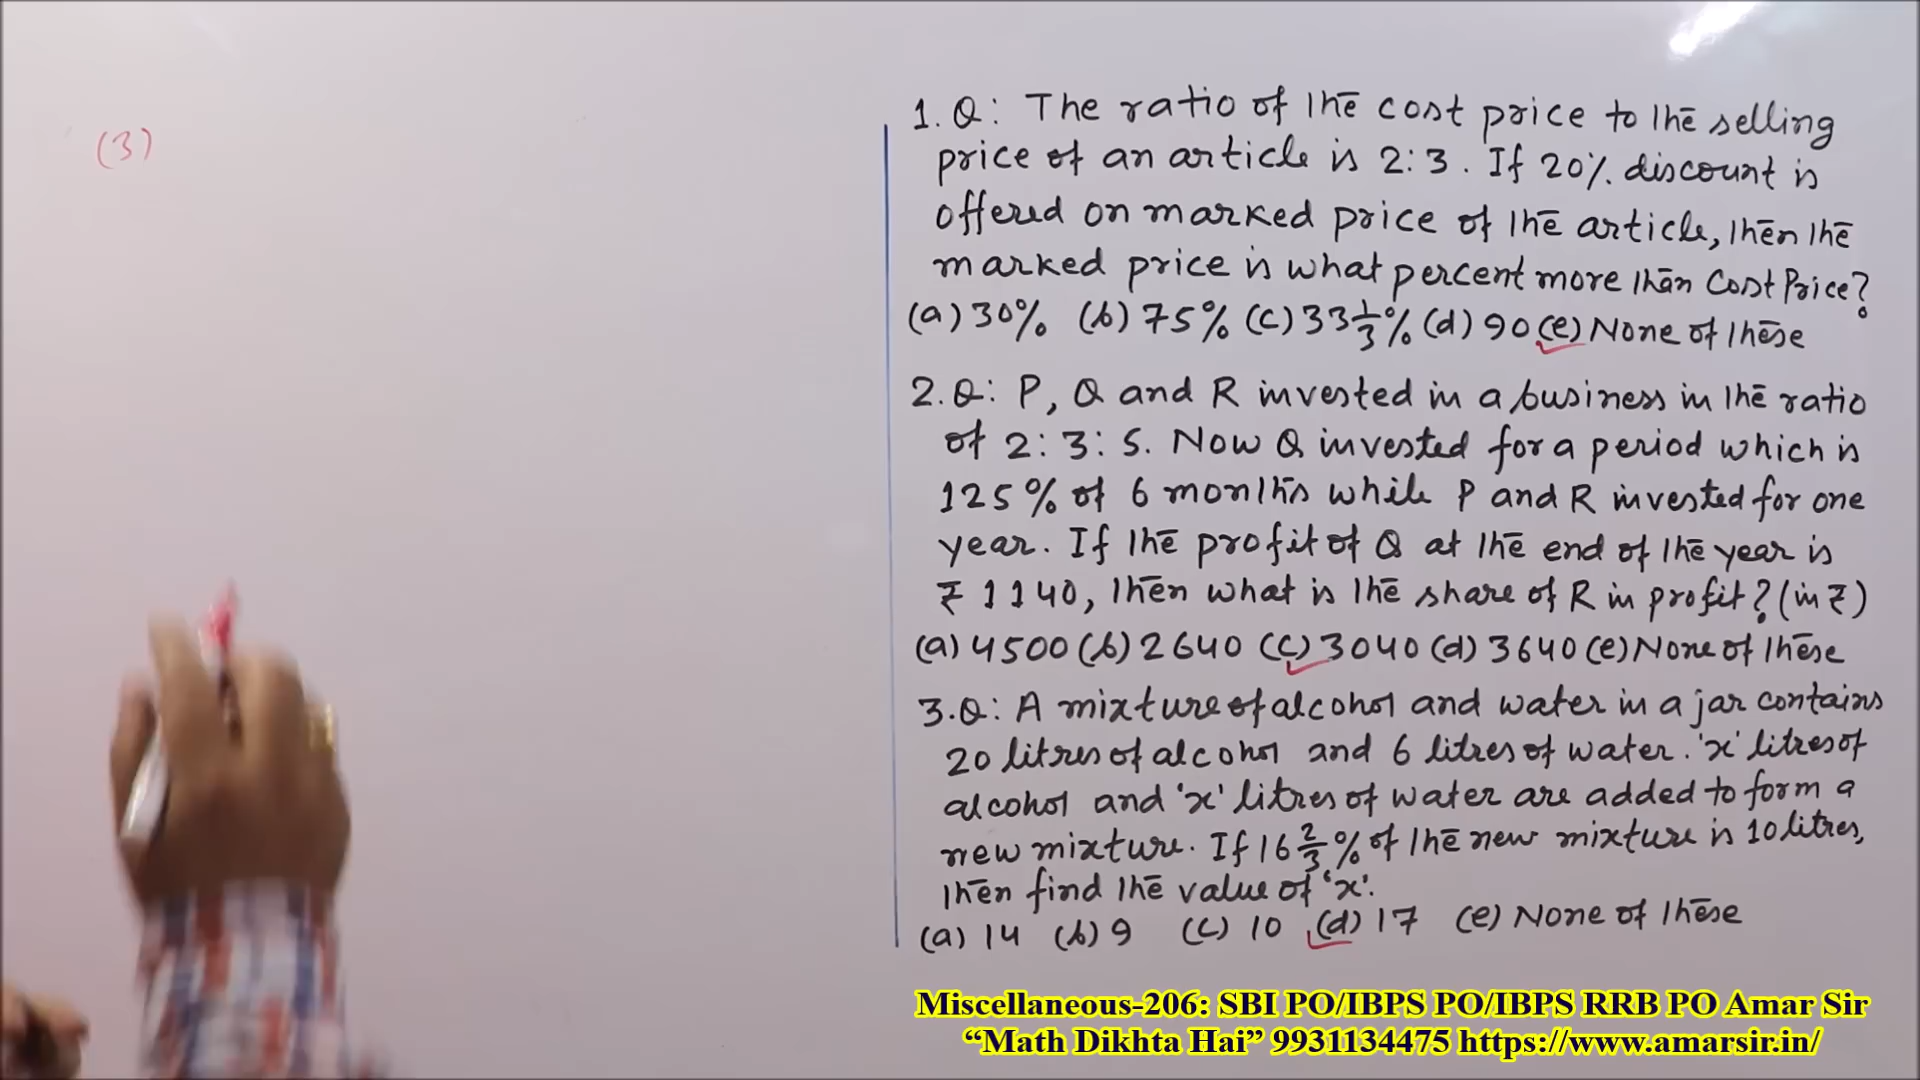 (3)
1. Q: The ratio of the cost price to the selling
price of an article is 2:3. If 20% discount is
offered on marked price of the article, then the
marked price is what percent more than Cost Price?
(a) 30% (b) 75% (c) 33 1/3 % (d) 90 (e) None of these
2. Q: P, Q and R invested in a business in the ratio
of 2:3:5. Now Q invested for a period which is
125% of 6 months while P and R invested for one
year. If the profit of Q at the end of the year is
₹ 1140, then what is the share of R in profit? (in ₹)
(a) 4500 (b) 2640 (c) 3040 (d) 3640 (e) None of these
3. Q: A mixture of alcohol and water in a jar contains
20 litres of alcohol and 6 litres of water. 'x' litres of
alcohol and 'x' litres of water are added to form a
new mixture. If 16 2/3 % of the new mixture is 10 litres,
then find the value of 'x'.
(a) 14 (b) 9 (c) 10 (d) 17 (e) None of these
Miscellaneous-206: SBI PO/IBPS PO/IBPS RRB PO Amar Sir
“Math Dikhta Hai” 9931134475 https://www.amarsir.in/